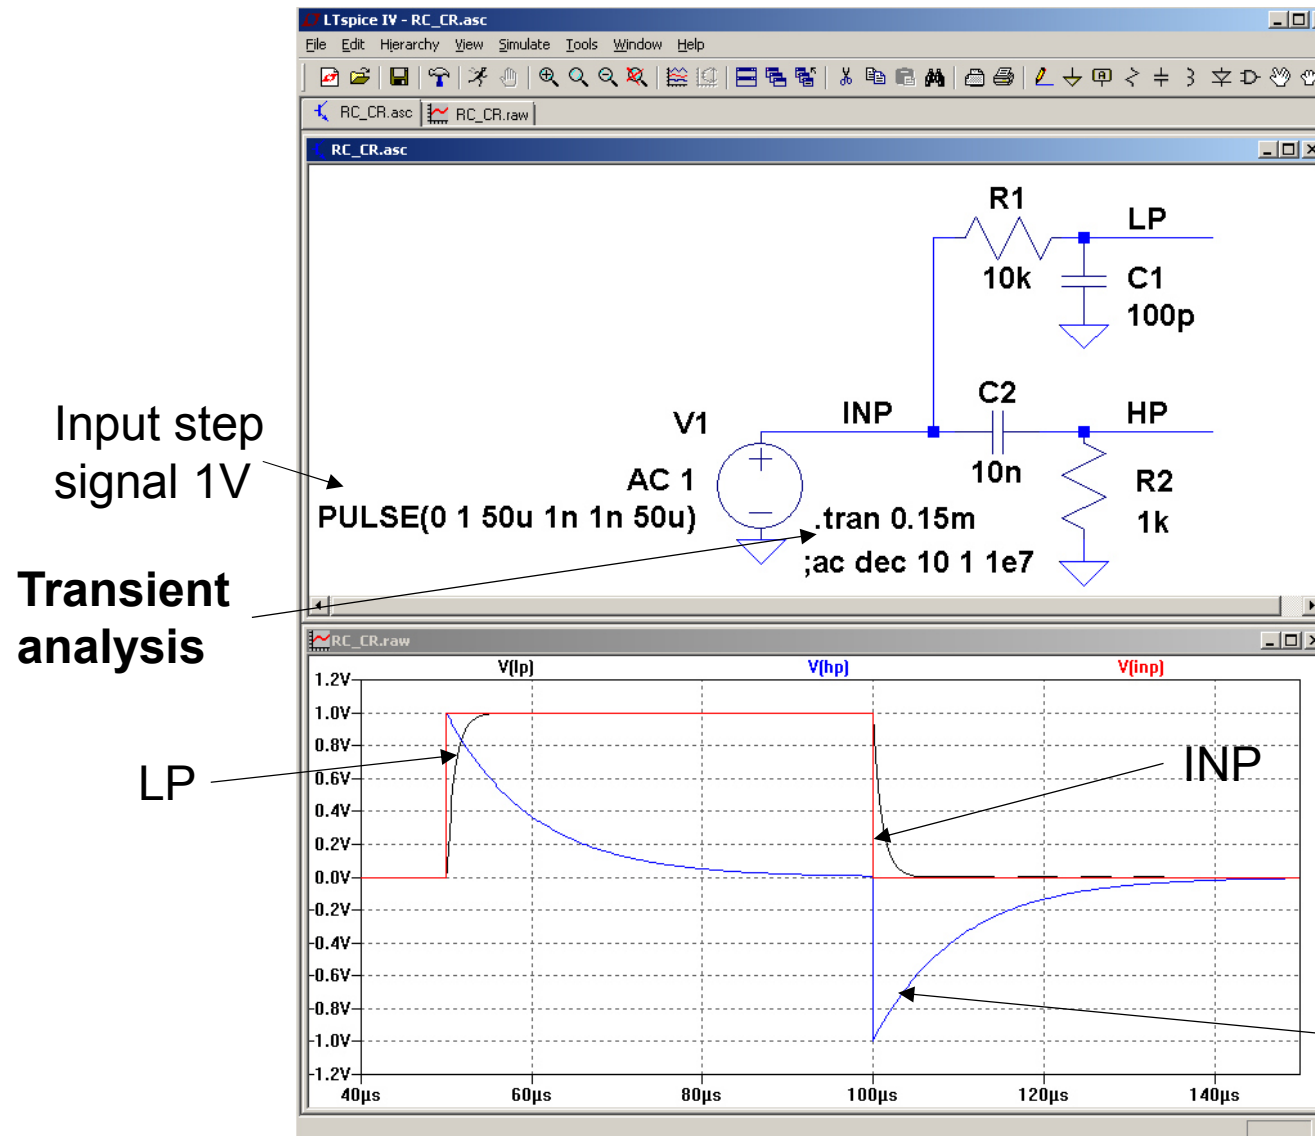 LTspice IV - RC_CR.asc
File Edit Hierarchy View Simulate Tools Window Help
RC_CR.asc RC_CR.raw
RC_CR.asc
R1
LP
10k
C1
100p
C2
INP
HP
V1
10n
R2
1k
AC 1
PULSE(0 1 50u 1n 1n 50u)
.tran 0.15m
;ac dec 10 1 1e7
Input step
signal 1V
Transient
analysis
RC_CR.raw
V(lp) V(hp) V(inp)
1.2V
1.0V
0.8V
0.6V
0.4V
0.2V
0.0V
-0.2V
-0.4V
-0.6V
-0.8V
-1.0V
-1.2V
40µs 60µs 80µs 100µs 120µs 140µs
LP
INP